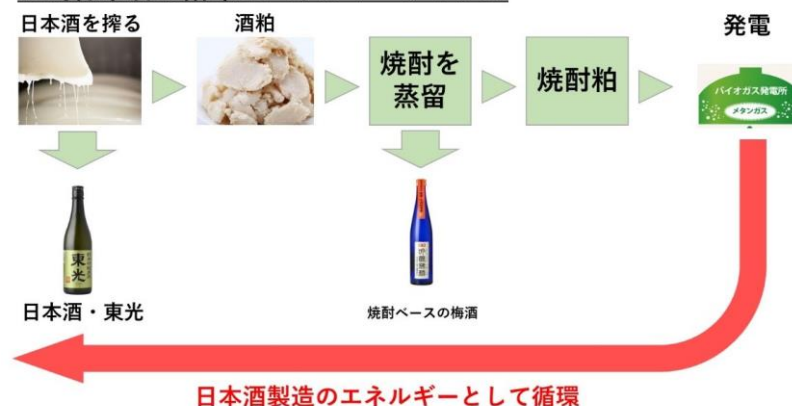 日本酒を搾る
酒粕
焼酎を
蒸留
焼酎粕
発電
バイオガス発電所
メタンガス
東光
日本酒・東光
焼酎ベースの梅酒
日本酒製造のエネルギーとして循環